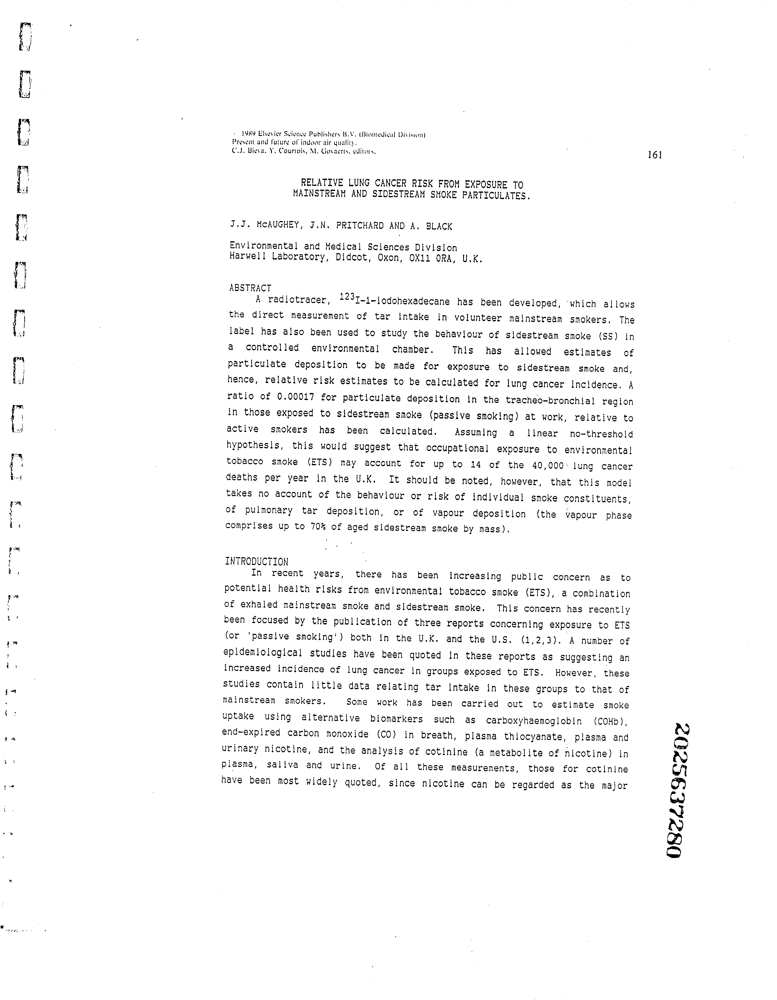 1989 Elsevier Science Publishers B.V. (Biomedical Division)
Present and future of indoor air quality.
C.J. Bieva, Y. Courtois, M. Govaerts, editors.
161
RELATIVE LUNG CANCER RISK FROM EXPOSURE TO
MAINSTREAM AND SIDESTREAM SMOKE PARTICULATES.
J.J. McAUGHEY, J.N. PRITCHARD AND A. BLACK
Environmental and Medical Sciences Division
Harwell Laboratory, Didcot, Oxon, OX11 0RA, U.K.
ABSTRACT
A radiotracer, 123I-1-iodohexadecane has been developed, which allows
the direct measurement of tar intake in volunteer mainstream smokers. The
label has also been used to study the behaviour of sidestream smoke (SS) in
a controlled environmental chamber. This has allowed estimates of
particulate deposition to be made for exposure to sidestream smoke and,
hence, relative risk estimates to be calculated for lung cancer incidence. A
ratio of 0.00017 for particulate deposition in the tracheo-bronchial region
in those exposed to sidestream smoke (passive smoking) at work, relative to
active smokers has been calculated. Assuming a linear no-threshold
hypothesis, this would suggest that occupational exposure to environmental
tobacco smoke (ETS) may account for up to 14 of the 40,000 lung cancer
deaths per year in the U.K. It should be noted, however, that this model
takes no account of the behaviour or risk of individual smoke constituents,
of pulmonary tar deposition, or of vapour deposition (the vapour phase
comprises up to 70% of aged sidestream smoke by mass).
INTRODUCTION
In recent years, there has been increasing public concern as to
potential health risks from environmental tobacco smoke (ETS), a combination
of exhaled mainstream smoke and sidestream smoke. This concern has recently
been focused by the publication of three reports concerning exposure to ETS
(or 'passive smoking') both in the U.K. and the U.S. (1,2,3). A number of
epidemiological studies have been quoted in these reports as suggesting an
increased incidence of lung cancer in groups exposed to ETS. However, these
studies contain little data relating tar intake in these groups to that of
mainstream smokers. Some work has been carried out to estimate smoke
uptake using alternative biomarkers such as carboxyhaemoglobin (COHb),
end-expired carbon monoxide (CO) in breath, plasma thiocyanate, plasma and
urinary nicotine, and the analysis of cotinine (a metabolite of nicotine) in
plasma, saliva and urine. Of all these measurements, those for cotinine
have been most widely quoted, since nicotine can be regarded as the major
2025637280